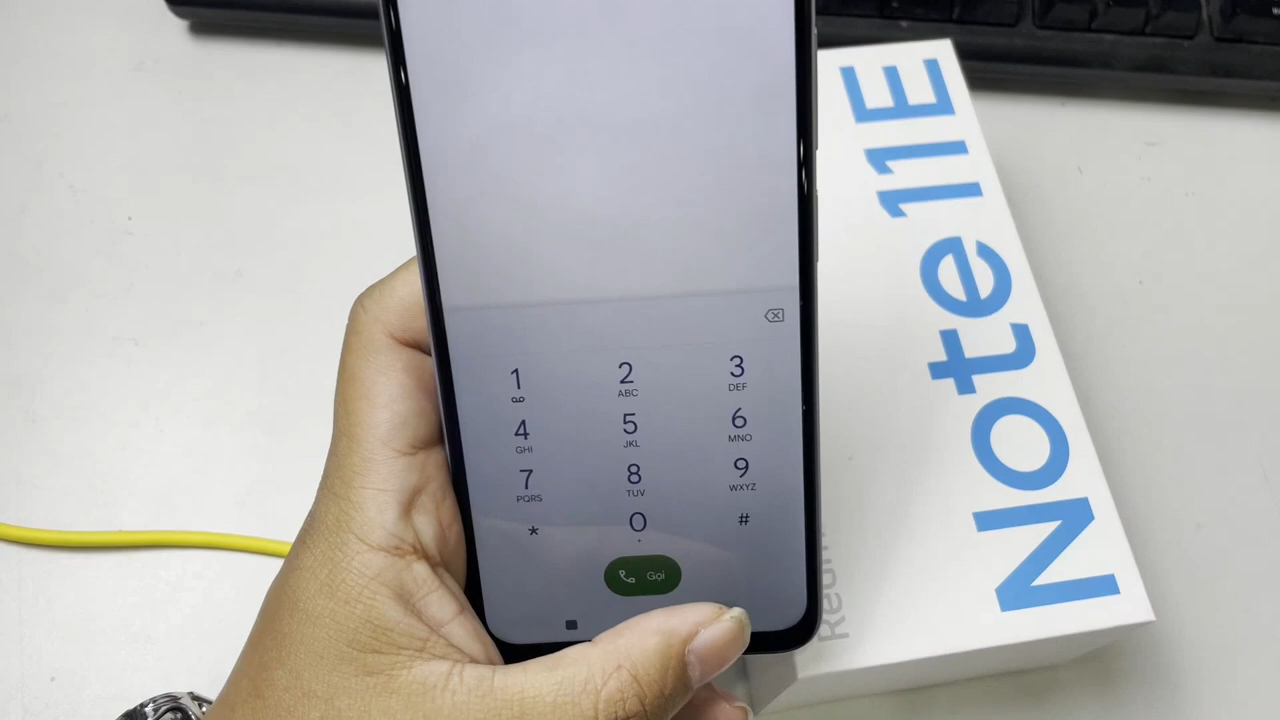 1
2
ABC
3
DEF
4
GHI
5
JKL
6
MNO
7
PQRS
8
TUV
9
WXYZ
*
0
+
#
Gọi
Note 11E